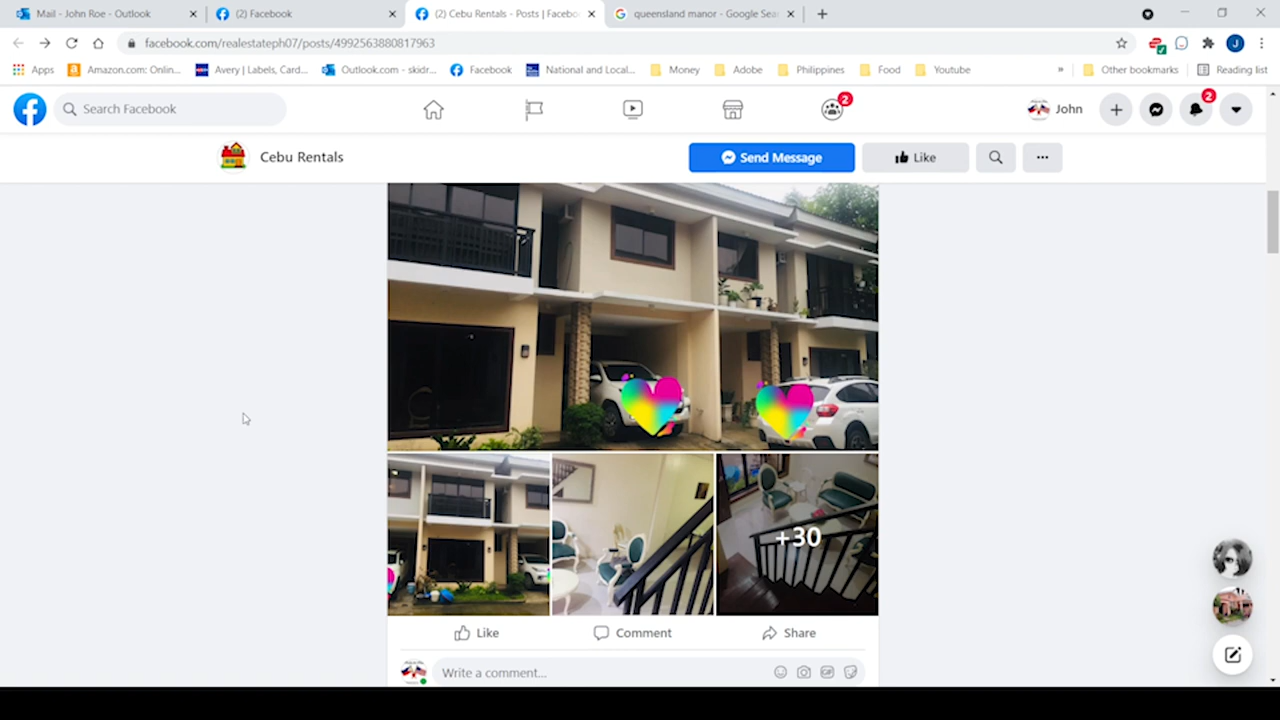 Mail - John Roe - Outlook
(2) Facebook
(2) Cebu Rentals - Posts | Facebo
queensland manor - Google Sea
facebook.com/realestateph07/posts/4992563880817963
J
Apps
Amazon.com: Onlin...
Avery | Labels, Card...
Outlook.com - skidr...
Facebook
National and Local...
Money
Adobe
Philippines
Food
Youtube
»
Other bookmarks
Reading list
Search Facebook
2
John
2
Cebu Rentals
Send Message
Like
+30
Like
Comment
Share
Write a comment...
GIF